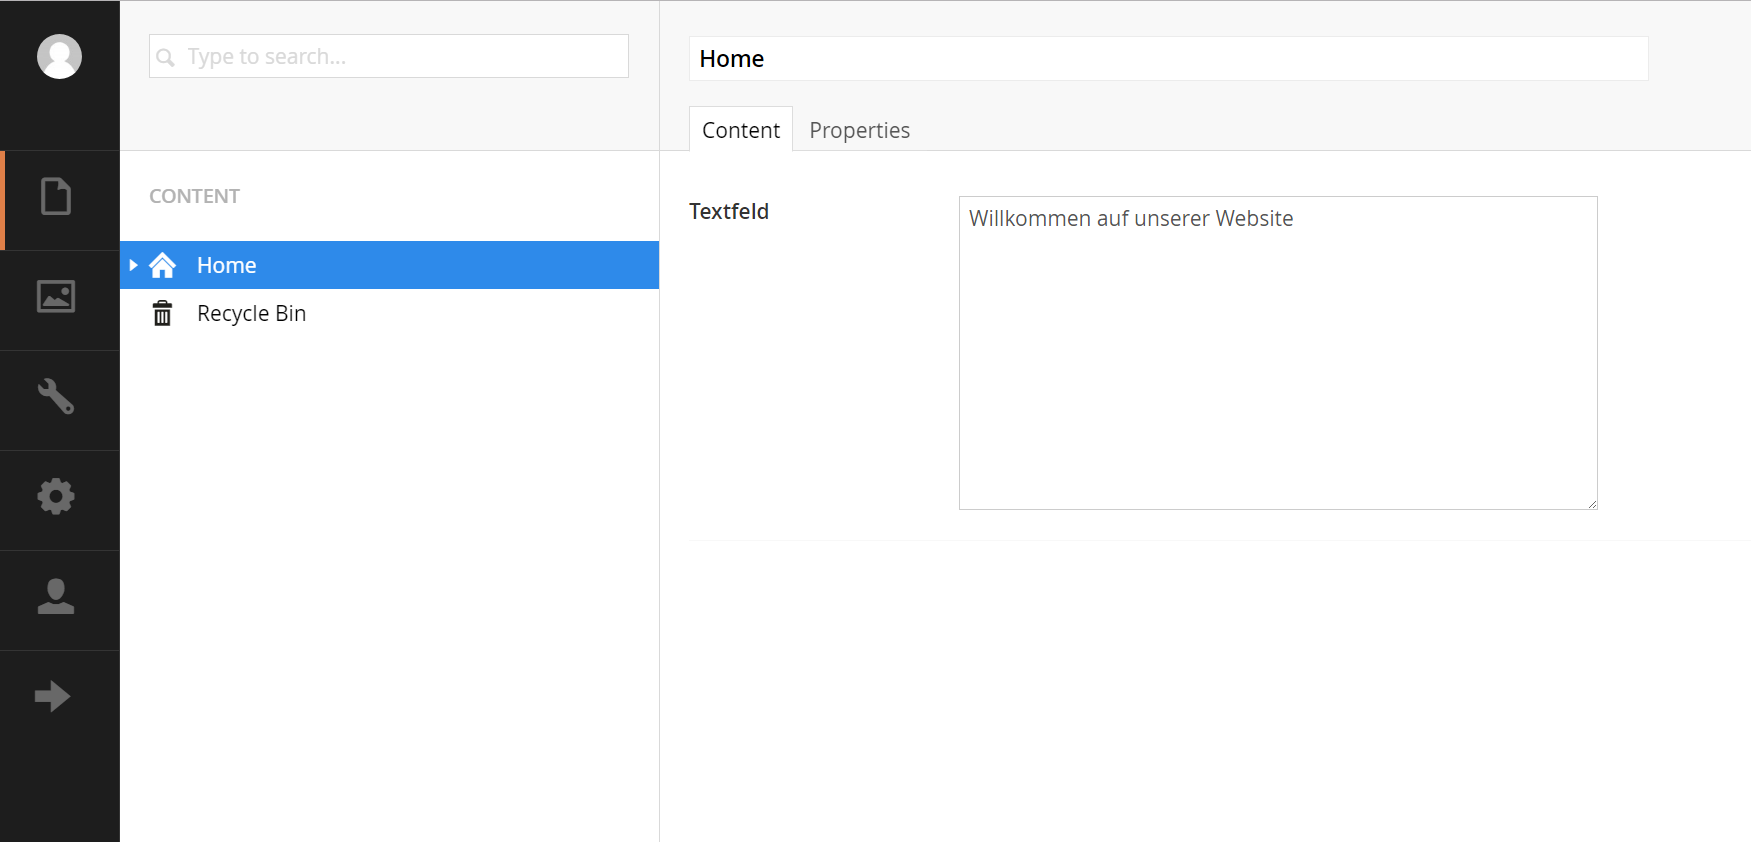 Type to search...
Home
Content
Properties
CONTENT
Home
Recycle Bin
Textfeld
Willkommen auf unserer Website